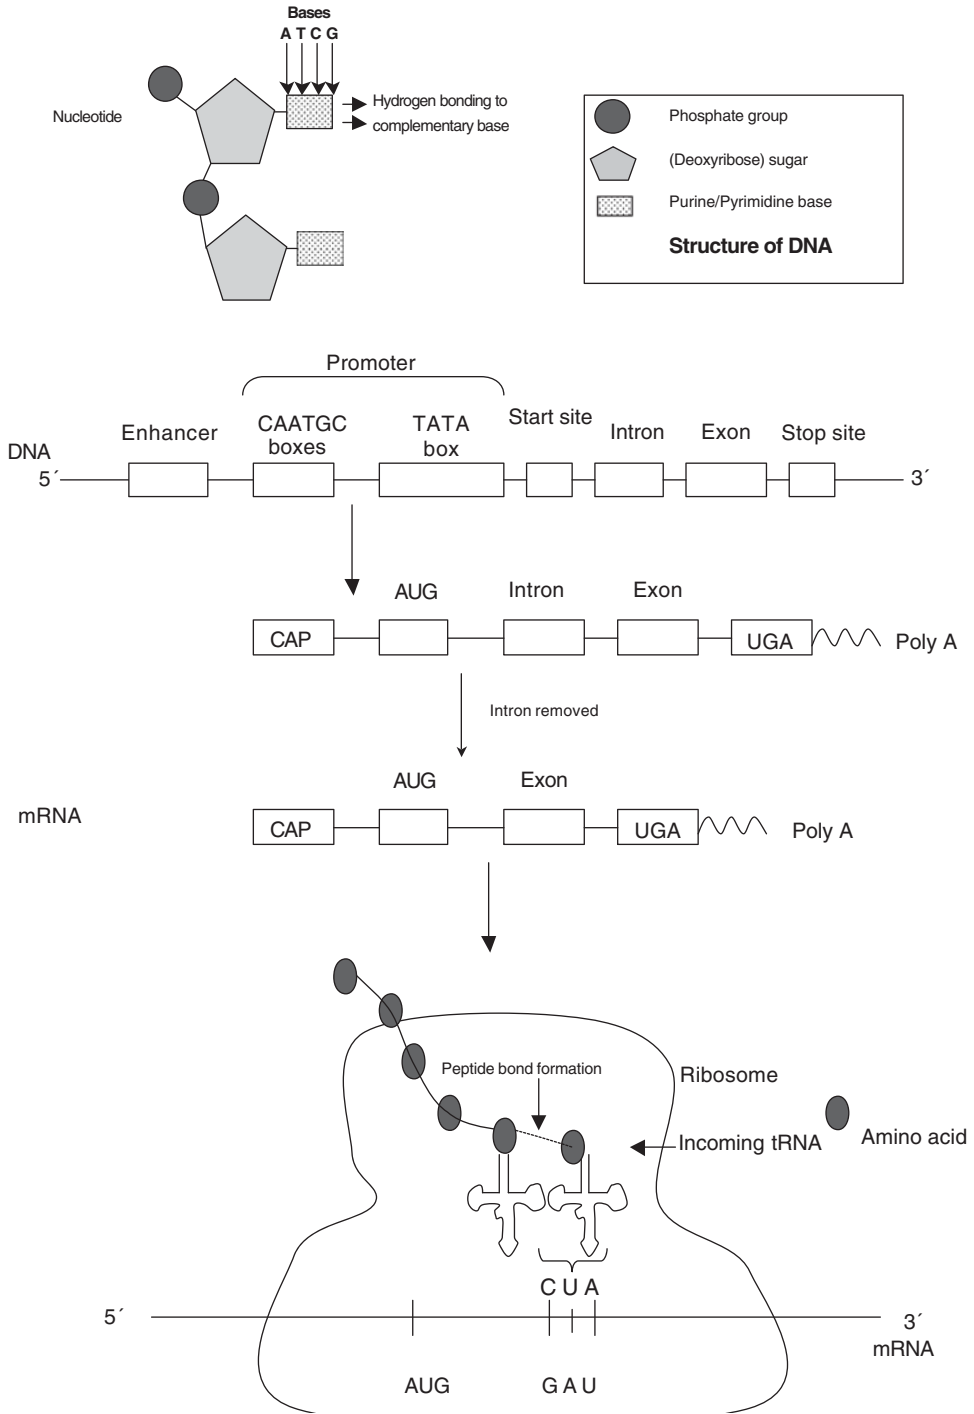 Bases
A T C G
Nucleotide
Hydrogen bonding to
complementary base
Phosphate group
(Deoxyribose) sugar
Purine/Pyrimidine base
Structure of DNA
Promoter
Enhancer
CAATGC
boxes
TATA
box
Start site
Intron
Exon
Stop site
DNA
5´
3´
AUG
Intron
Exon
CAP
UGA
Poly A
Intron removed
mRNA
AUG
Exon
CAP
UGA
Poly A
Peptide bond formation
Ribosome
Incoming tRNA
Amino acid
C U A
5´
3´
mRNA
AUG
G A U